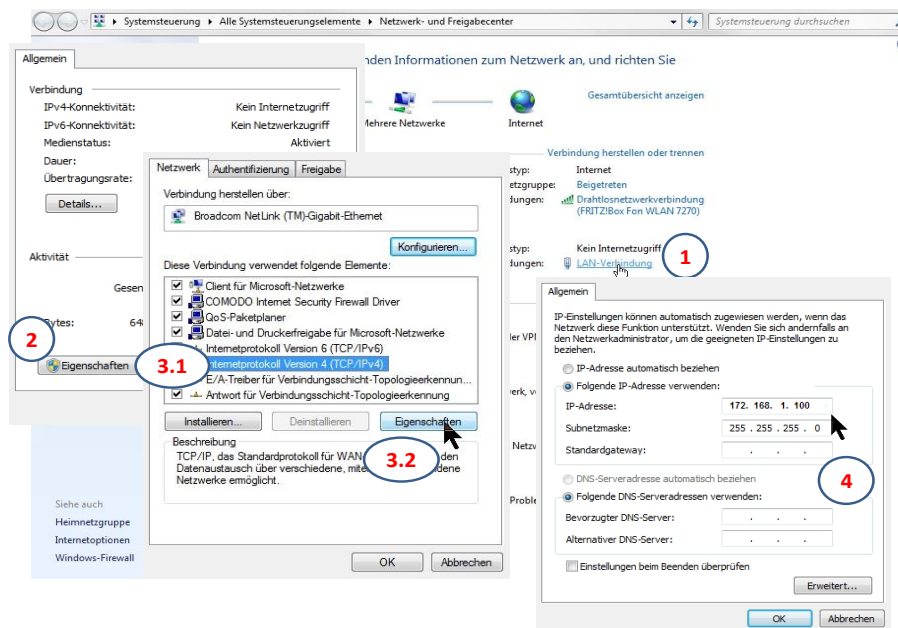 Systemsteuerung ▸ Alle Systemsteuerungselemente ▸ Netzwerk- und Freigabecenter
Systemsteuerung durchsuchen
nden Informationen zum Netzwerk an, und richten Sie
Gesamtübersicht anzeigen
Mehrere Netzwerke
Internet
Verbindung herstellen oder trennen
styp: Internet
etzgruppe: Beigetreten
dungen: Drahtlosnetzwerkverbindung
(FRITZ!Box Fon WLAN 7270)
styp: Kein Internetzugriff
dungen: LAN-Verbindung
1
der VPI
Netzw
Proble
Siehe auch
Heimnetzgruppe
Internetoptionen
Windows-Firewall
Allgemein
Verbindung
IPv4-Konnektivität: Kein Internetzugriff
IPv6-Konnektivität: Kein Netzwerkzugriff
Medienstatus: Aktiviert
Dauer:
Übertragungsrate:
Details...
Aktivität
Gesen
Bytes: 648
2
Eigenschaften
Netzwerk
Authentifizierung
Freigabe
Verbindung herstellen über:
Broadcom NetLink (TM)-Gigabit-Ethernet
Konfigurieren...
Diese Verbindung verwendet folgende Elemente:
Client für Microsoft-Netzwerke
COMODO Internet Security Firewall Driver
QoS-Paketplaner
Datei- und Druckerfreigabe für Microsoft-Netzwerke
Internetprotokoll Version 6 (TCP/IPv6)
3.1
Internetprotokoll Version 4 (TCP/IPv4)
E/A-Treiber für Verbindungsschicht-Topologieerkennun...
Antwort für Verbindungsschicht-Topologieerkennung
Installieren...
Deinstallieren
Eigenschaften
3.2
Beschreibung
TCP/IP, das Standardprotokoll für WAN den
Datenaustausch über verschiedene, dene
Netzwerke ermöglicht.
OK
Abbrechen
Allgemein
IP-Einstellungen können automatisch zugewiesen werden, wenn das
Netzwerk diese Funktion unterstützt. Wenden Sie sich andernfalls an
den Netzwerkadministrator, um die geeigneten IP-Einstellungen zu
beziehen.
IP-Adresse automatisch beziehen
Folgende IP-Adresse verwenden:
IP-Adresse: 172. 168. 1. 100
Subnetzmaske: 255 . 255 . 255 . 0
Standardgateway: . . .
4
DNS-Serveradresse automatisch beziehen
Folgende DNS-Serveradressen verwenden:
Bevorzugter DNS-Server: . . .
Alternativer DNS-Server: . . .
Einstellungen beim Beenden überprüfen
Erweitert...
OK
Abbrechen